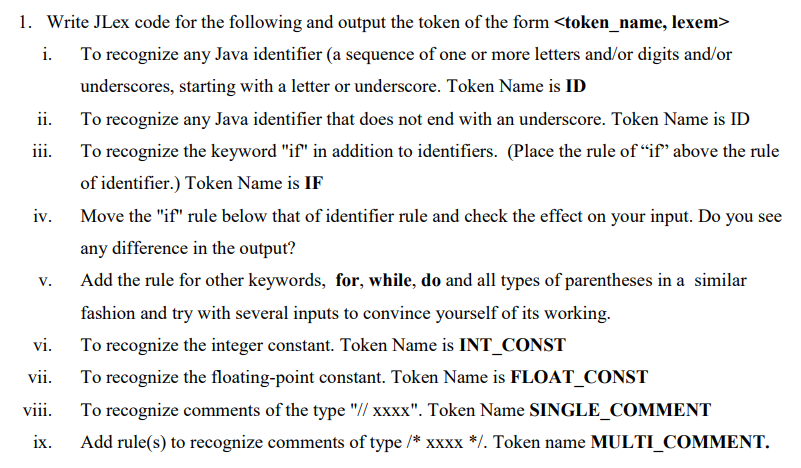 1. Write JLex code for the following and output the token of the form <token_name, lexem>
i. To recognize any Java identifier (a sequence of one or more letters and/or digits and/or
underscores, starting with a letter or underscore. Token Name is ID
ii. To recognize any Java identifier that does not end with an underscore. Token Name is ID
iii. To recognize the keyword "if" in addition to identifiers. (Place the rule of “if” above the rule
of identifier.) Token Name is IF
iv. Move the "if" rule below that of identifier rule and check the effect on your input. Do you see
any difference in the output?
v. Add the rule for other keywords, for, while, do and all types of parentheses in a similar
fashion and try with several inputs to convince yourself of its working.
vi. To recognize the integer constant. Token Name is INT_CONST
vii. To recognize the floating-point constant. Token Name is FLOAT_CONST
viii. To recognize comments of the type "// xxxx". Token Name SINGLE_COMMENT
ix. Add rule(s) to recognize comments of type /* xxxx */. Token name MULTI_COMMENT.